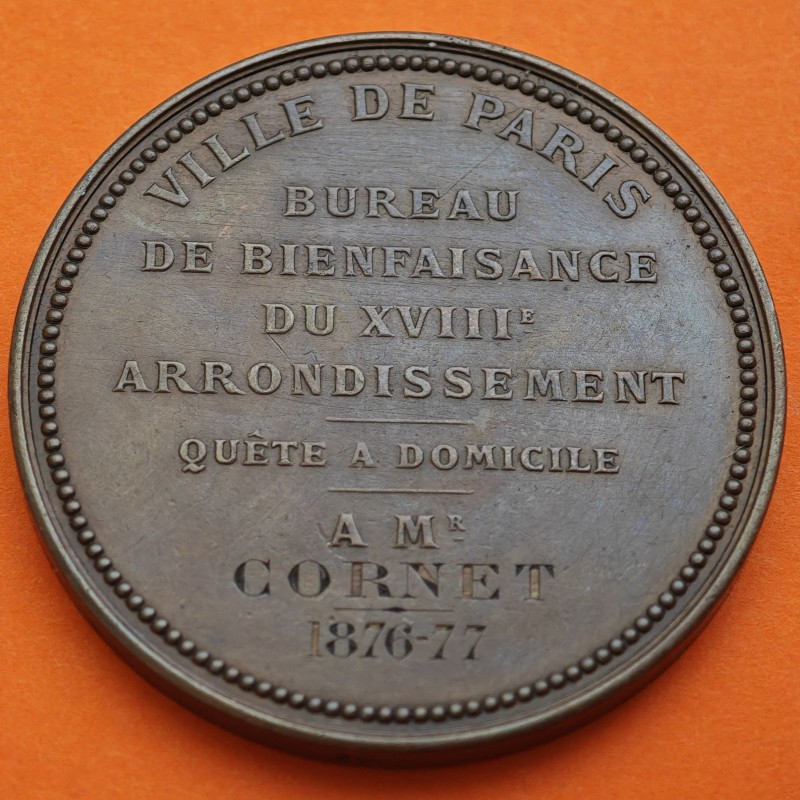 VILLE DE PARIS
BUREAU
DE BIENFAISANCE
DU XVIIIE
ARRONDISSEMENT
QUÊTE A DOMICILE
A MR
CORNET
1876-77